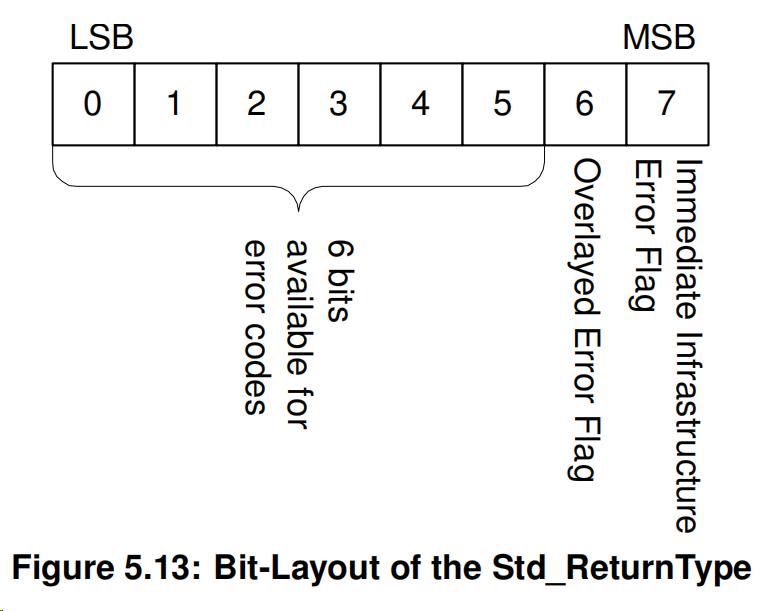 LSB MSB
0 1 2 3 4 5 6 7
6 bits
available for
error codes
Overlayed Error Flag
Immediate Infrastructure
Error Flag
Figure 5.13: Bit-Layout of the Std_ReturnType